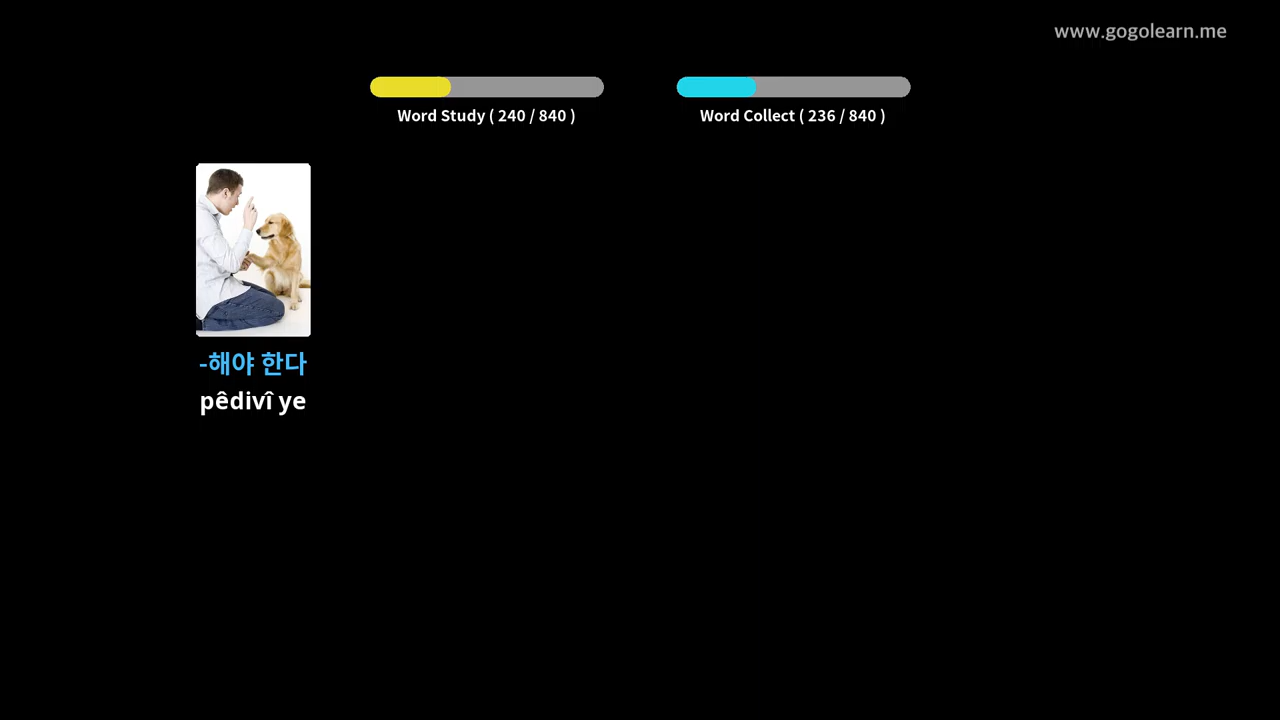 www.gogolearn.me
Word Study ( 240 / 840 )
Word Collect ( 236 / 840 )
-해야 한다
pêdivî ye